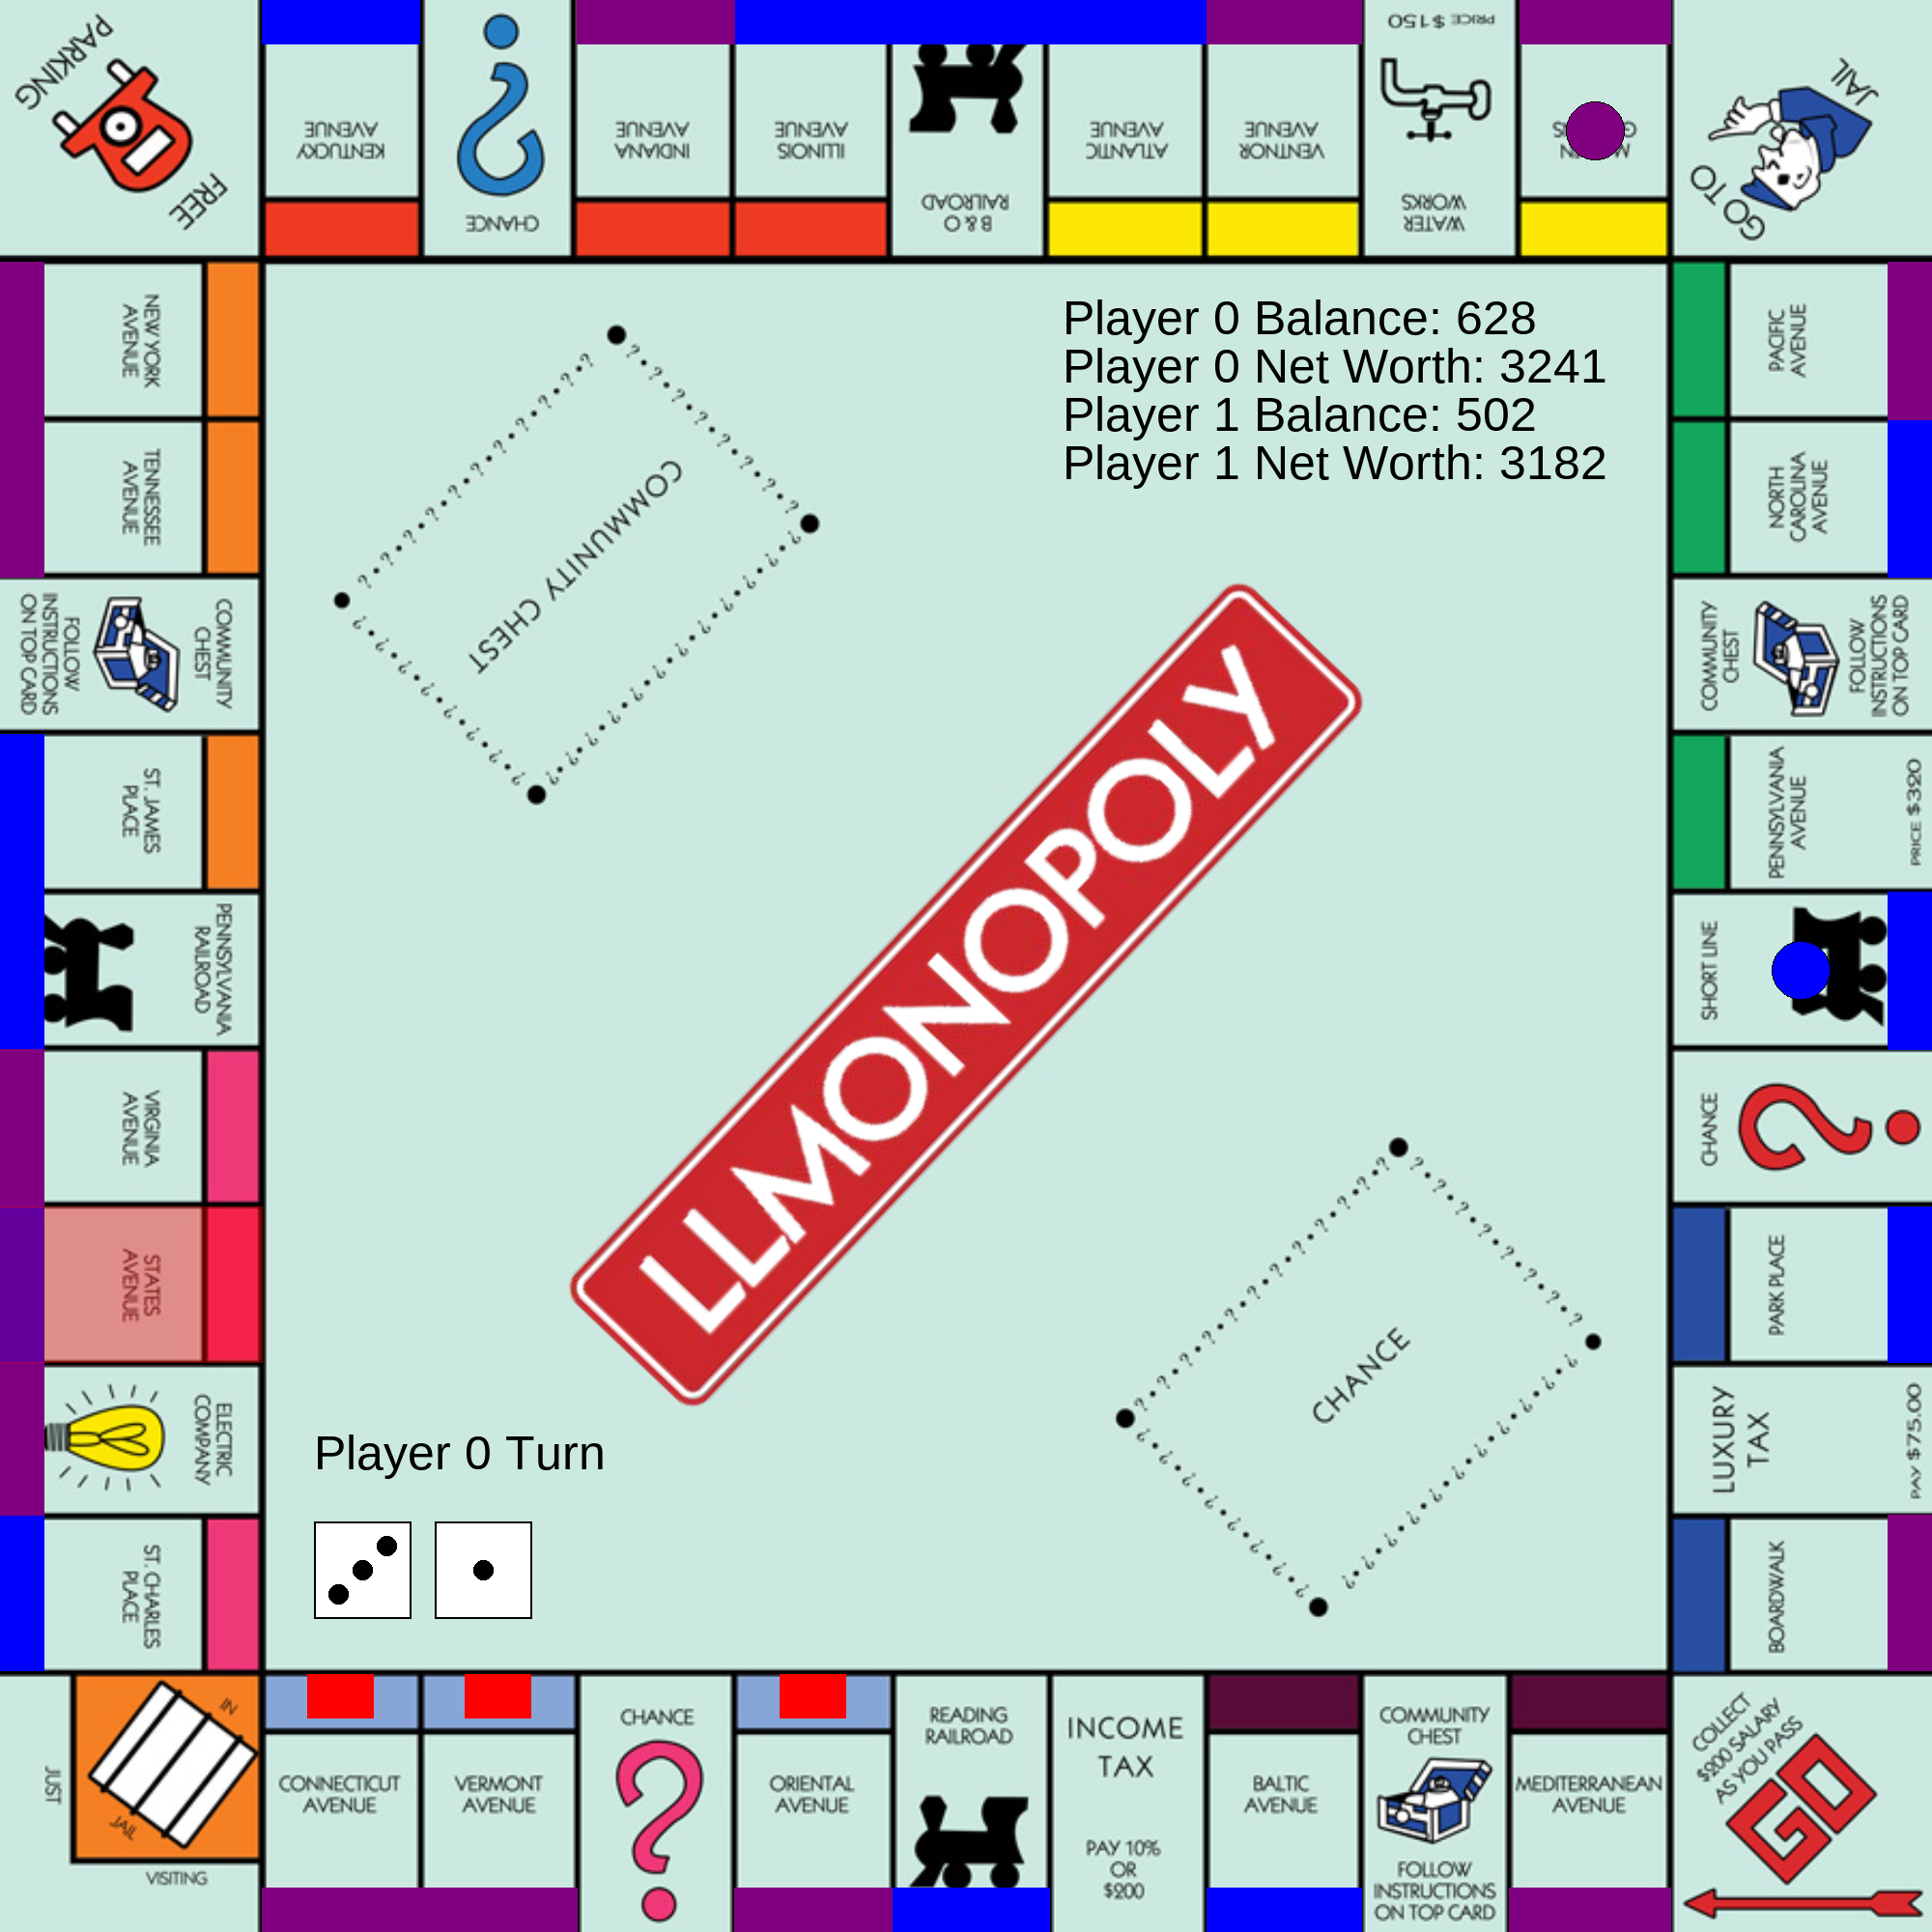 PARKING
FREE
KENTUCKY
AVENUE
CHANCE
INDIANA
AVENUE
ILLINOIS
AVENUE
B & O
RAILROAD
ATLANTIC
AVENUE
VENTNOR
AVENUE
PRICE $150
WATER
WORKS
GO TO
JAIL
NEW YORK
AVENUE
TENNESSEE
AVENUE
COMMUNITY
CHEST
FOLLOW
INSTRUCTIONS
ON TOP CARD
ST. JAMES
PLACE
PENNSYLVANIA
RAILROAD
VIRGINIA
AVENUE
STATES
AVENUE
ELECTRIC
COMPANY
ST. CHARLES
PLACE
Player 0 Balance: 628
Player 0 Net Worth: 3241
Player 1 Balance: 502
Player 1 Net Worth: 3182
COMMUNITY CHEST
LLMONOPOLY
CHANCE
Player 0 Turn
PACIFIC
AVENUE
NORTH
CAROLINA
AVENUE
COMMUNITY
CHEST
FOLLOW
INSTRUCTIONS
ON TOP CARD
PENNSYLVANIA
AVENUE
PRICE $320
SHORT LINE
CHANCE
PARK PLACE
LUXURY
TAX
PAY $75.00
BOARDWALK
JUST
VISITING
IN
JAIL
CONNECTICUT
AVENUE
VERMONT
AVENUE
CHANCE
ORIENTAL
AVENUE
READING
RAILROAD
INCOME
TAX
PAY 10%
OR
$200
BALTIC
AVENUE
COMMUNITY
CHEST
FOLLOW
INSTRUCTIONS
ON TOP CARD
MEDITERRANEAN
AVENUE
COLLECT
$200 SALARY
AS YOU PASS
GO